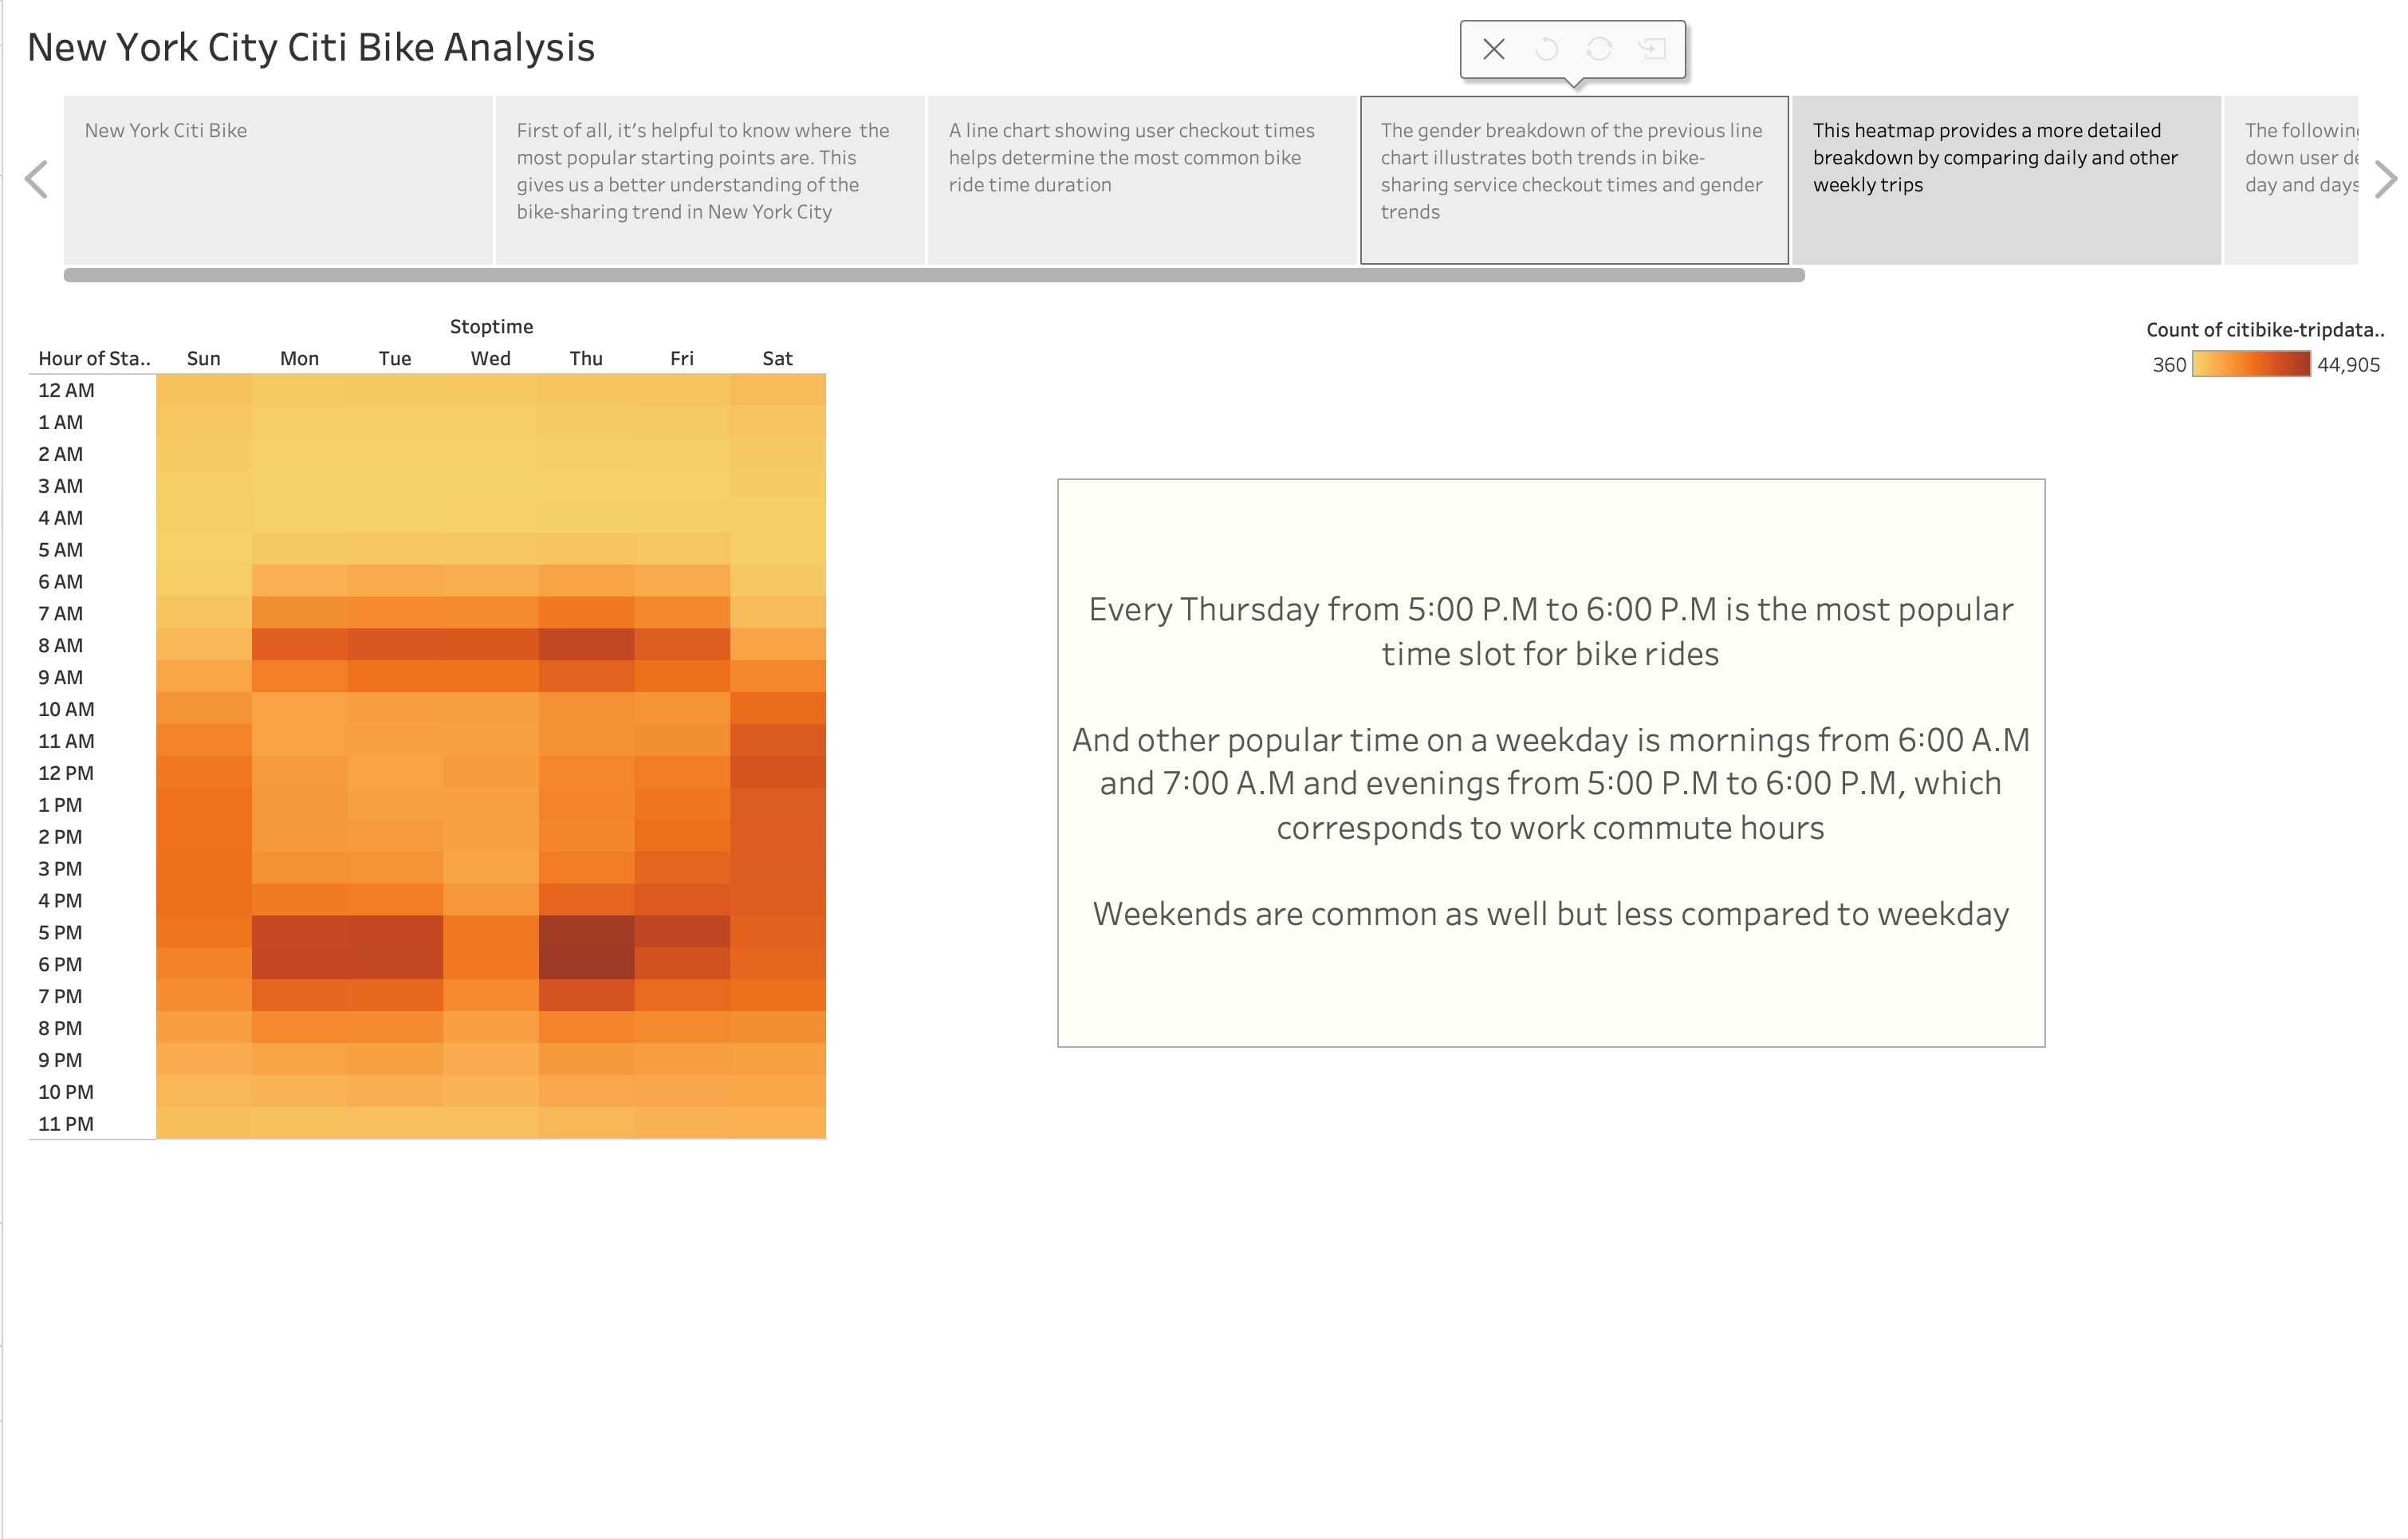 New York City Citi Bike Analysis
New York Citi Bike
First of all, it's helpful to know where  the
most popular starting points are. This
gives us a better understanding of the
bike-sharing trend in New York City
A line chart showing user checkout times
helps determine the most common bike
ride time duration
The gender breakdown of the previous line
chart illustrates both trends in bike-
sharing service checkout times and gender
trends
This heatmap provides a more detailed
breakdown by comparing daily and other
weekly trips
The following
down user de
day and days
Stoptime
Hour of Sta.. Sun Mon Tue Wed Thu Fri Sat
12 AM
1 AM
2 AM
3 AM
4 AM
5 AM
6 AM
7 AM
8 AM
9 AM
10 AM
11 AM
12 PM
1 PM
2 PM
3 PM
4 PM
5 PM
6 PM
7 PM
8 PM
9 PM
10 PM
11 PM
Count of citibike-tripdata..
360 44,905
Every Thursday from 5:00 P.M to 6:00 P.M is the most popular
time slot for bike rides
And other popular time on a weekday is mornings from 6:00 A.M
and 7:00 A.M and evenings from 5:00 P.M to 6:00 P.M, which
corresponds to work commute hours
Weekends are common as well but less compared to weekday